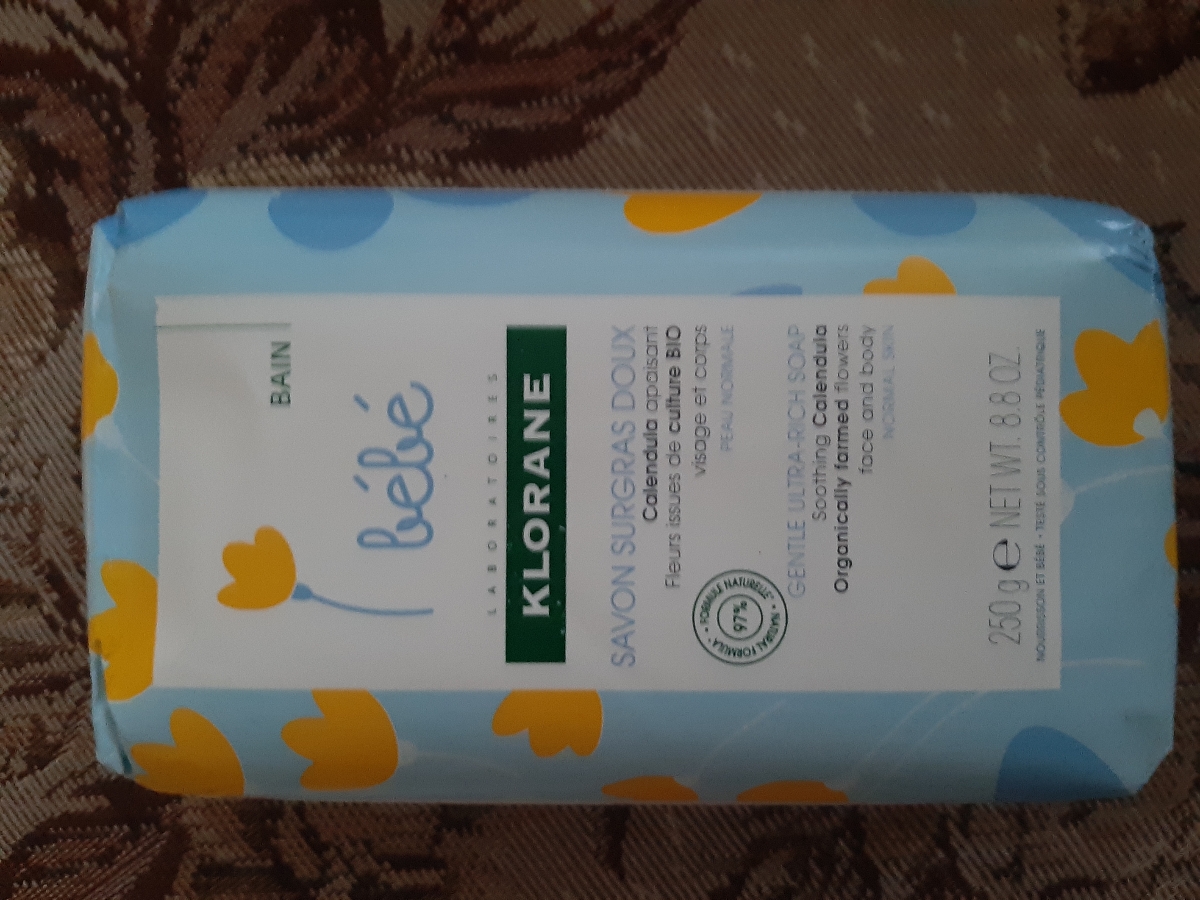 BAIN
bébé
LABORATOIRES
KLORANE
SAVON SURGRAS DOUX
Calendula apaisant
Fleurs issues de culture BIO
visage et corps
PEAU NORMALE
FORMULE NATURELLE* • NATURAL FORMULA* •
97%
GENTLE ULTRA-RICH SOAP
Soothing Calendula
Organically farmed flowers
face and body
NORMAL SKIN
250 g e NET WT. 8.8 OZ.
NOURRISSON ET BÉBÉ • TESTÉ SOUS CONTRÔLE PÉDIATRIQUE